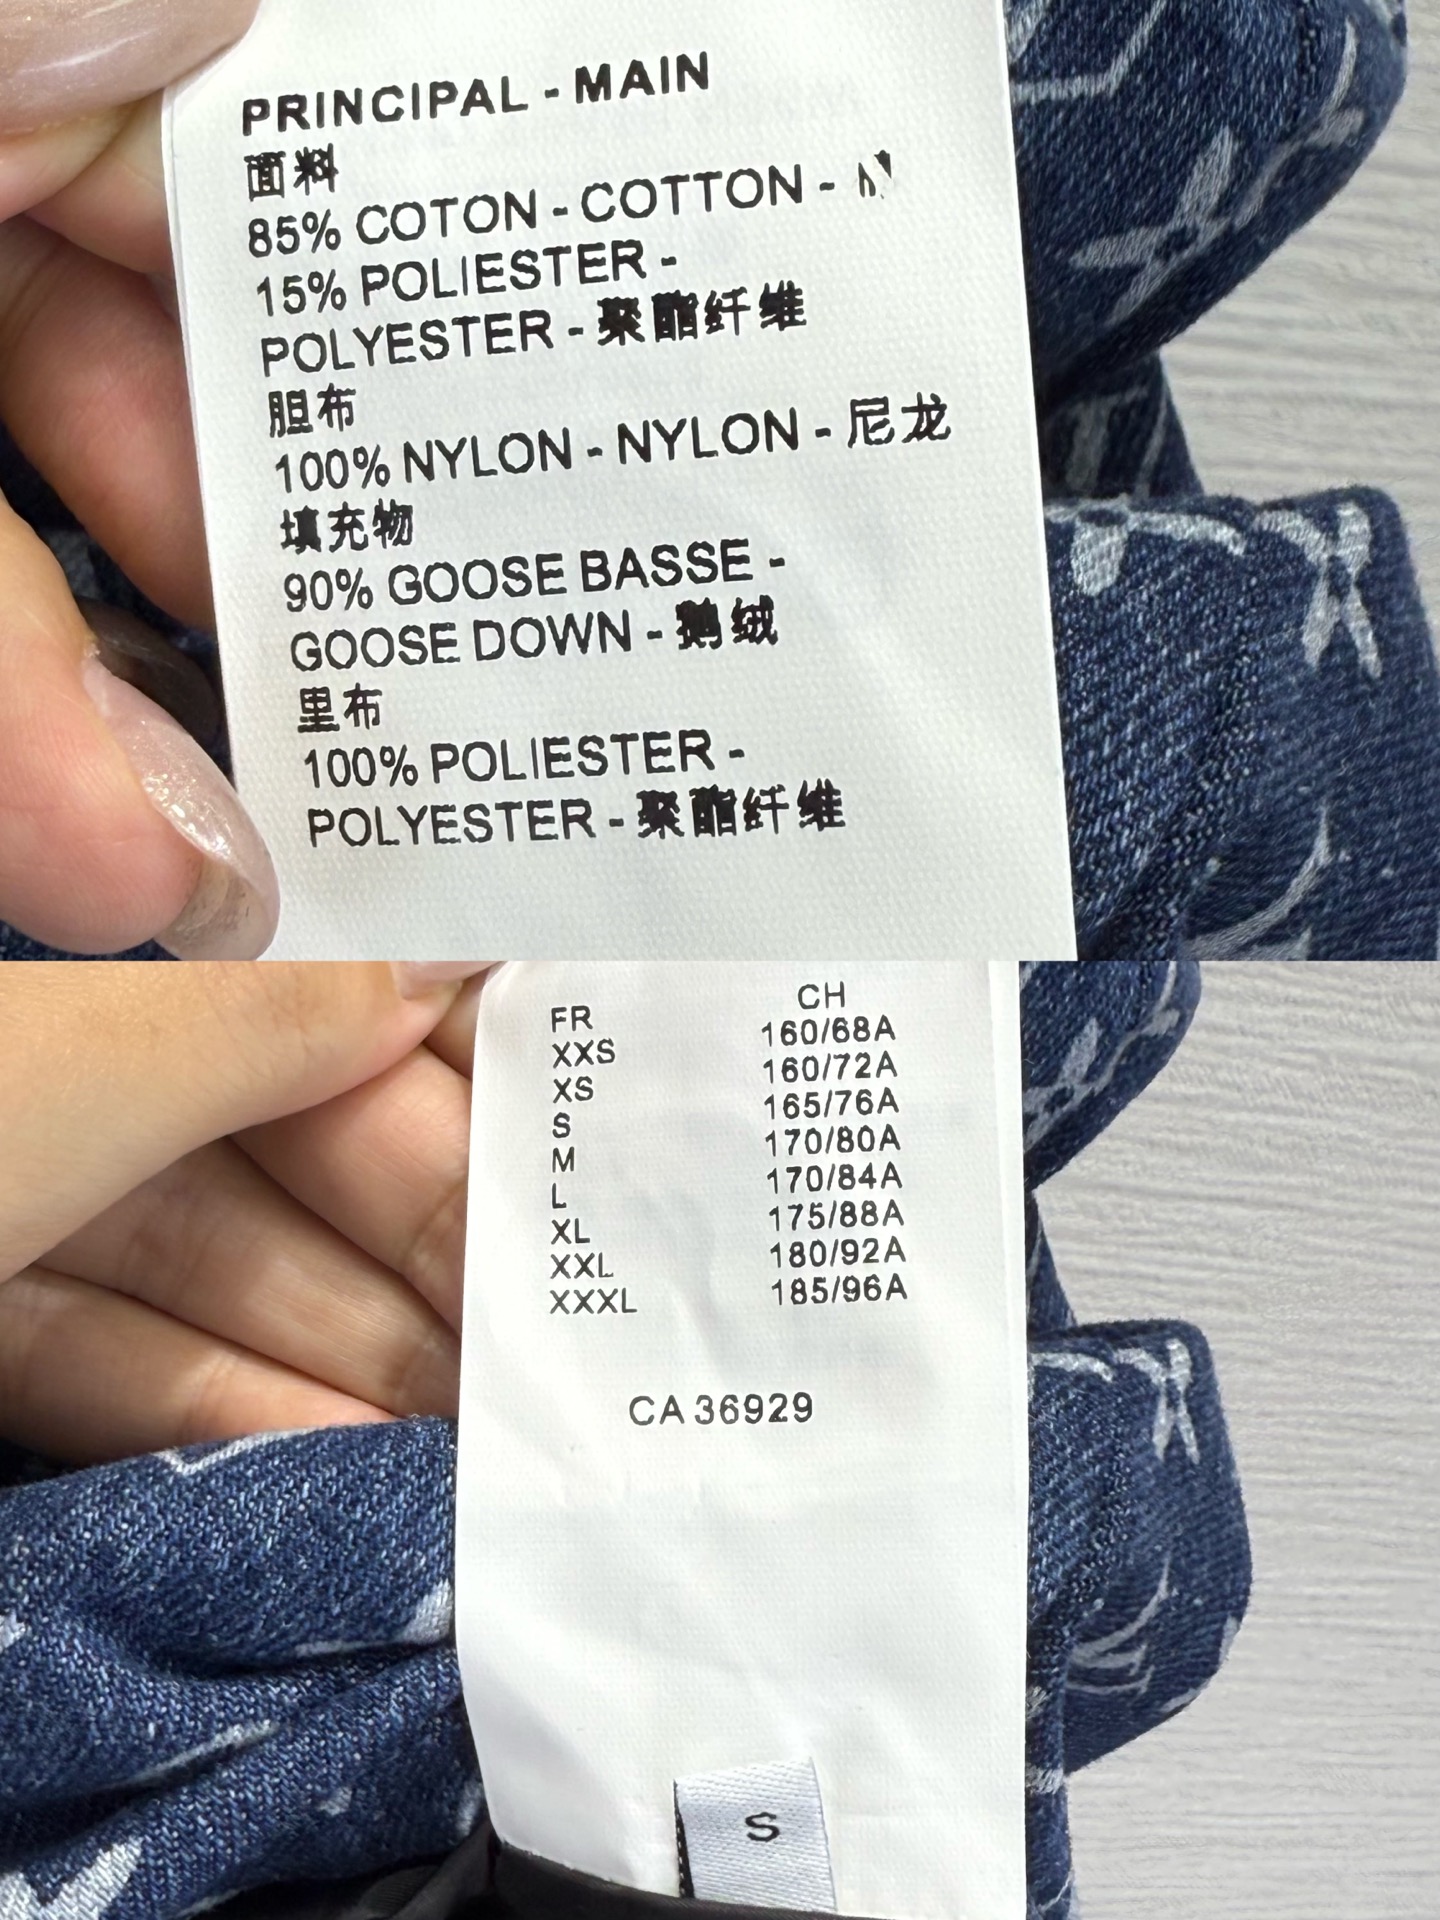 PRINCIPAL - MAIN
面料
85% COTON - COTTON -
15% POLIESTER -
POLYESTER - 聚酯纤维
胆布
100% NYLON - NYLON - 尼龙
填充物
90% GOOSE BASSE -
GOOSE DOWN - 鹅绒
里布
100% POLIESTER -
POLYESTER - 聚酯纤维
FR CH
XXS 160/68A
XS 160/72A
S 165/76A
M 170/80A
L 170/84A
XL 175/88A
XXL 180/92A
XXXL 185/96A
CA 36929
S